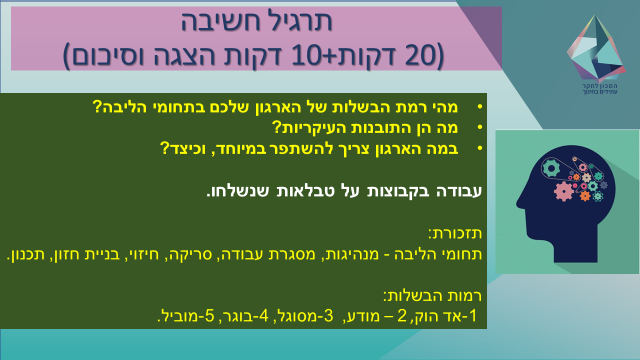 תרגיל חשיבה
(20 דקות+10 דקות הצגה וסיכום)
המכון לחקר
עתידים בחינוך
• מהי רמת הבשלות של הארגון שלכם בתחומי הליבה?
• מה הן התובנות העיקריות?
• במה הארגון צריך להשתפר במיוחד, וכיצד?
עבודה בקבוצות על טבלאות שנשלחו.
תזכורת:
תחומי הליבה - מנהיגות, מסגרת עבודה, סריקה, חיזוי, בניית חזון, תכנון.
רמות הבשלות:
1-אד הוק, 2 – מודע, 3-מסוגל, 4-בוגר, 5-מוביל.